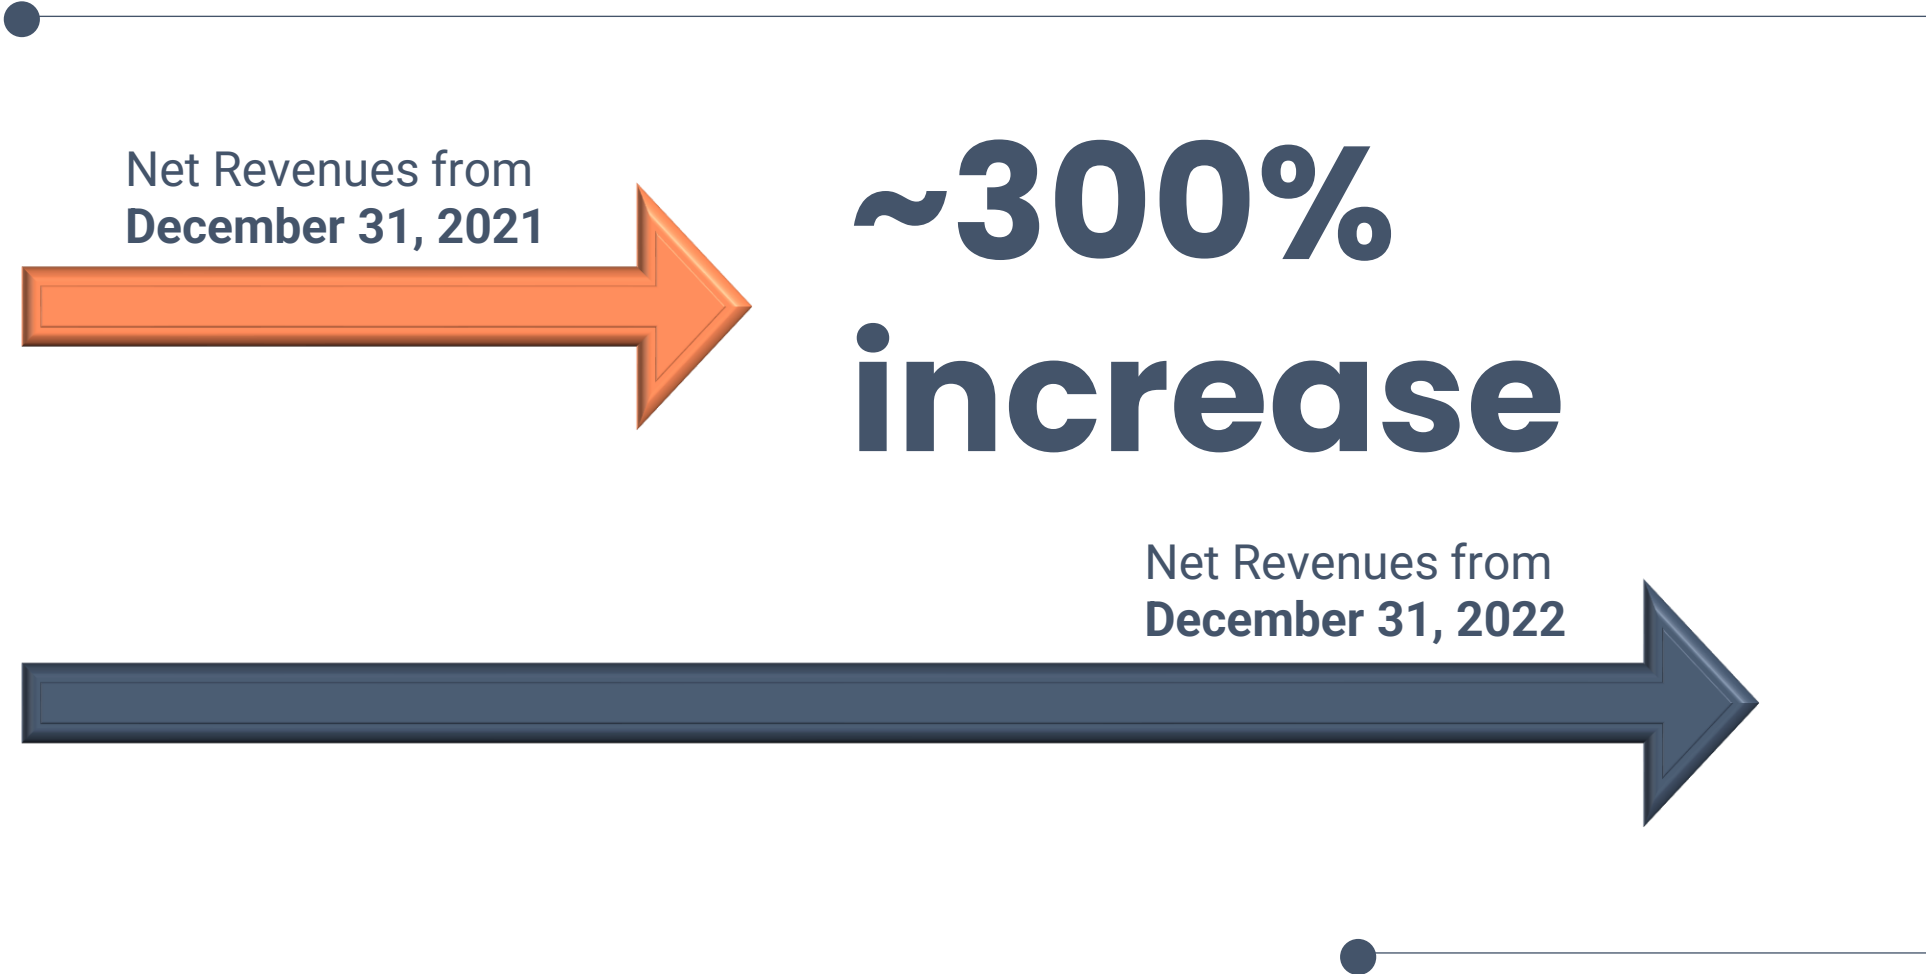 Net Revenues from
December 31, 2021
~300%
increase
Net Revenues from
December 31, 2022